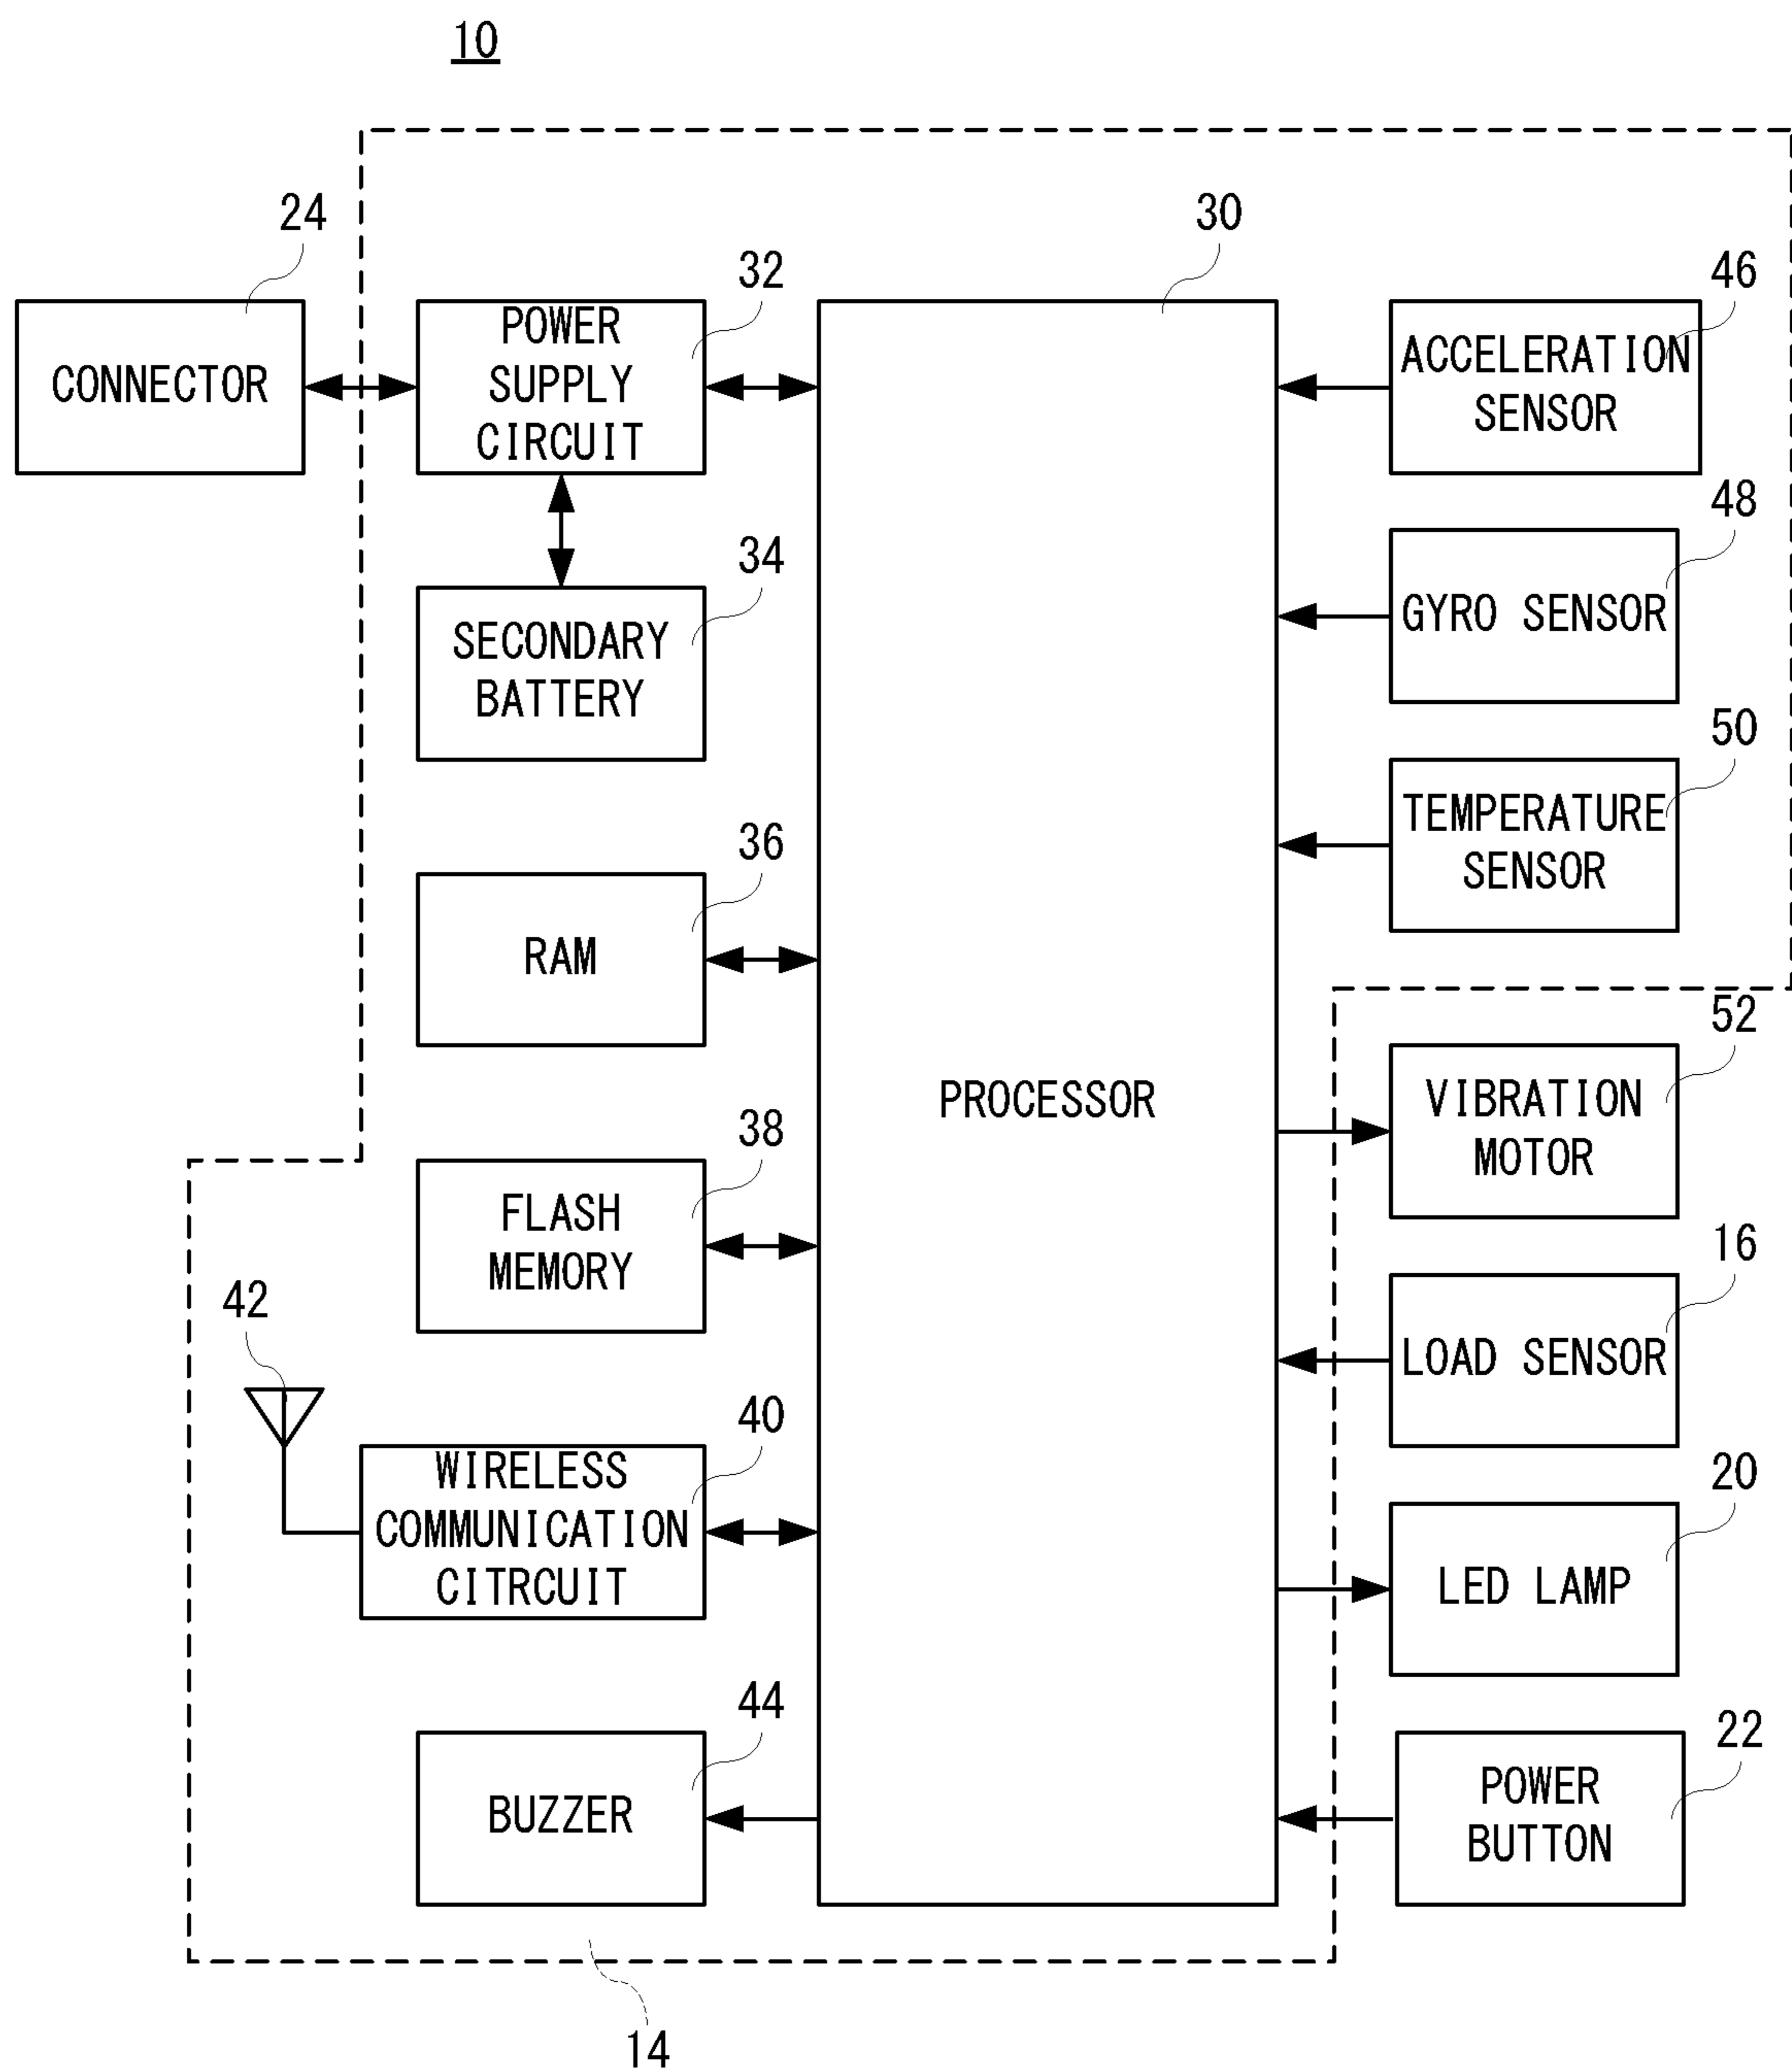 10
24
CONNECTOR
32
POWER
SUPPLY
CIRCUIT
34
SECONDARY
BATTERY
36
RAM
38
FLASH
MEMORY
42
40
WIRELESS
COMMUNICATION
CITRCUIT
44
BUZZER
30
PROCESSOR
46
ACCELERATION
SENSOR
48
GYRO SENSOR
50
TEMPERATURE
SENSOR
52
VIBRATION
MOTOR
16
LOAD SENSOR
20
LED LAMP
22
POWER
BUTTON
14